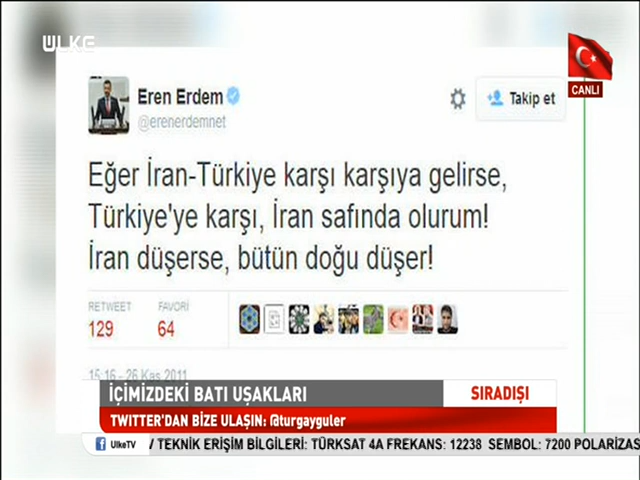 ÜLKE
CANLI
Eren Erdem
@erenerdemnet
Takip et
Eğer İran-Türkiye karşı karşıya gelirse,
Türkiye'ye karşı, İran safında olurum!
İran düşerse, bütün doğu düşer!
RETWEET FAVORİ
129 64
15:16 - 26 Kas 2011
İÇİMİZDEKİ BATI UŞAKLARI
SIRADIŞI
TWITTER'DAN BİZE ULAŞIN: @turgayguler
UlkeTV / TEKNİK ERİŞİM BİLGİLERİ: TÜRKSAT 4A FREKANS: 12238 SEMBOL: 7200 POLARİZAS